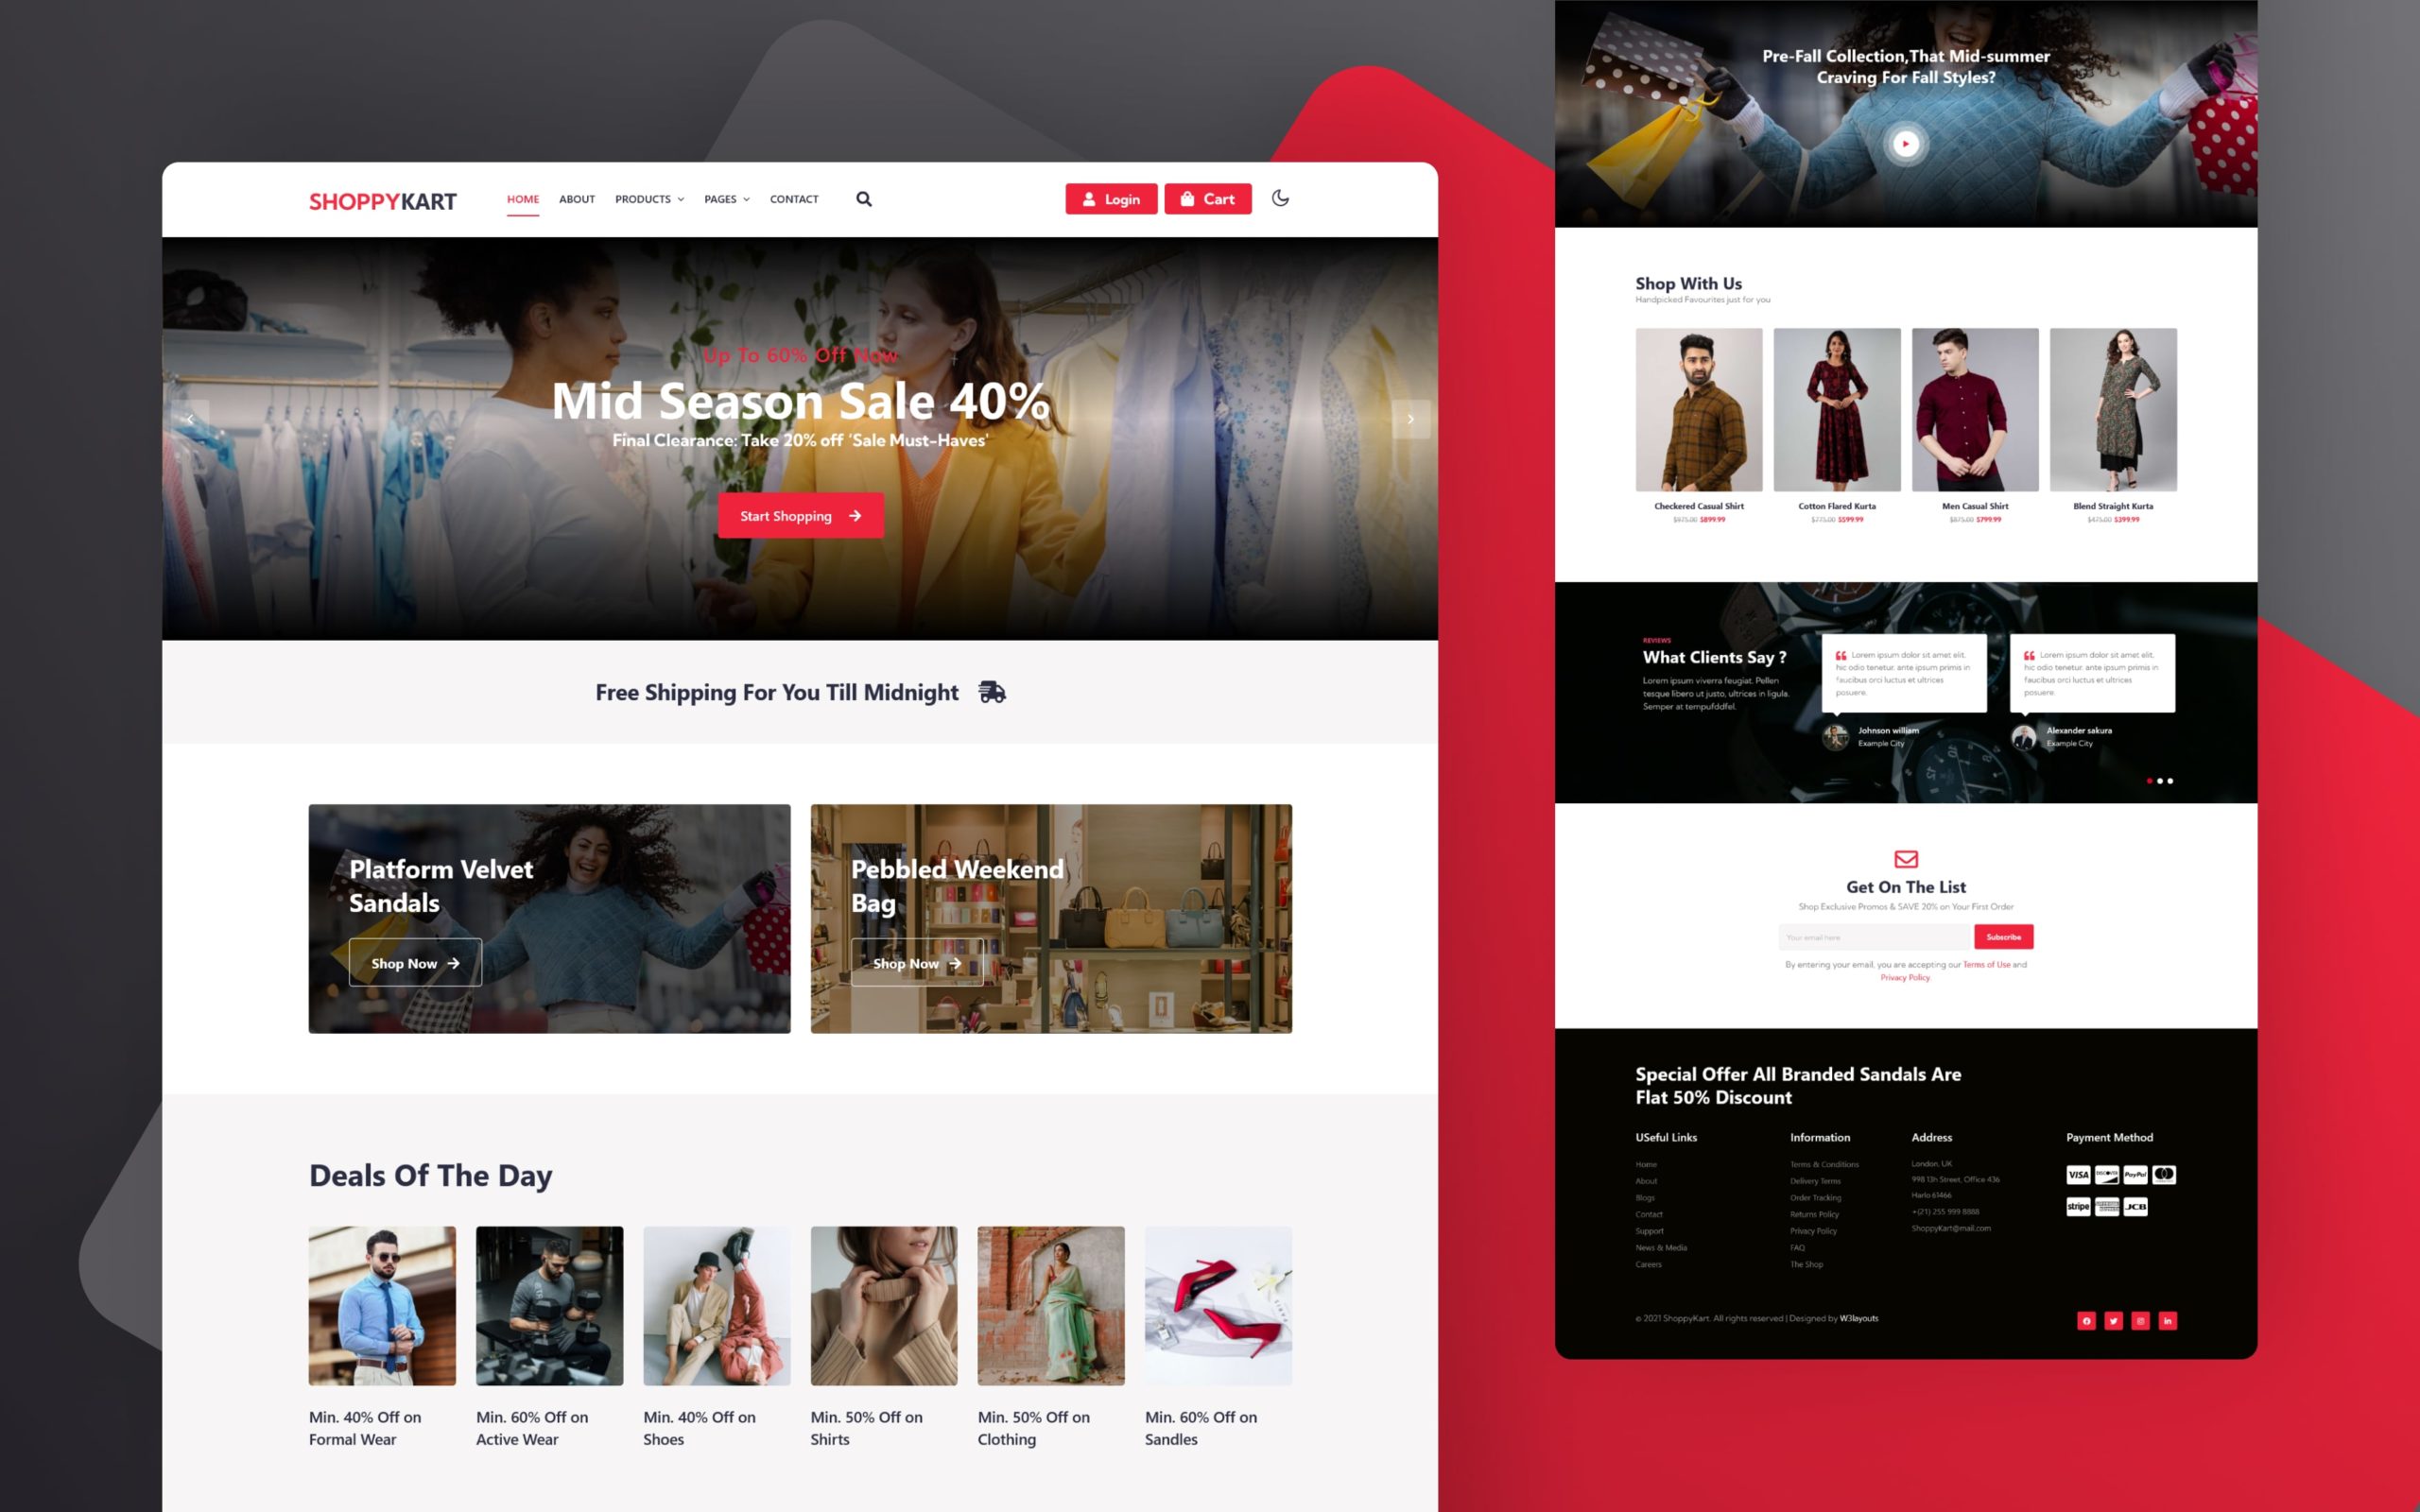 SHOPPYKART
HOME
ABOUT
PRODUCTS
PAGES
CONTACT
Login
Cart
Up To 60% Off Now
Mid Season Sale 40%
Final Clearance: Take 20% off 'Sale Must-Haves'
Start Shopping
Free Shipping For You Till Midnight
Platform Velvet
Sandals
Shop Now
Pebbled Weekend
Bag
Shop Now
Deals Of The Day
Min. 40% Off on
Formal Wear
Min. 60% Off on
Active Wear
Min. 40% Off on
Shoes
Min. 50% Off on
Shirts
Min. 50% Off on
Clothing
Min. 60% Off on
Sandles
Pre-Fall Collection,That Mid-summer
Craving For Fall Styles?
Shop With Us
Handpicked Favourites just for you
Checkered Casual Shirt
$975.00 $899.99
Cotton Flared Kurta
$775.00 $599.99
Men Casual Shirt
$875.00 $799.99
Blend Straight Kurta
$475.00 $399.99
REVIEWS
What Clients Say ?
Lorem ipsum viverra feugiat. Pellen
tesque libero ut justo, ultrices in ligula.
Semper at tempufddfel.
Lorem ipsum dolor sit amet elit.
hic odio tenetur. ante ipsum primis in
faucibus orci luctus et ultrices
posuere.
Johnson william
Example City
Lorem ipsum dolor sit amet elit.
hic odio tenetur. ante ipsum primis in
faucibus orci luctus et ultrices
posuere.
Alexander sakura
Example City
Get On The List
Shop Exclusive Promos & SAVE 20% on Your First Order
Your email here
Subscribe
By entering your email, you are accepting our Terms of Use and
Privacy Policy.
Special Offer All Branded Sandals Are
Flat 50% Discount
USeful Links
Home
About
Blogs
Contact
Support
News & Media
Careers
Information
Terms & Conditions
Delivery Terms
Order Tracking
Returns Policy
Privacy Policy
FAQ
The Shop
Address
London, UK
998 13h Street, Office 436
Harlo 61466
+(21) 255 999 8888
ShoppyKart@mail.com
Payment Method
VISA
DISCOVER
PayPal
stripe
JCB
© 2021 ShoppyKart. All rights reserved | Designed by W3layouts